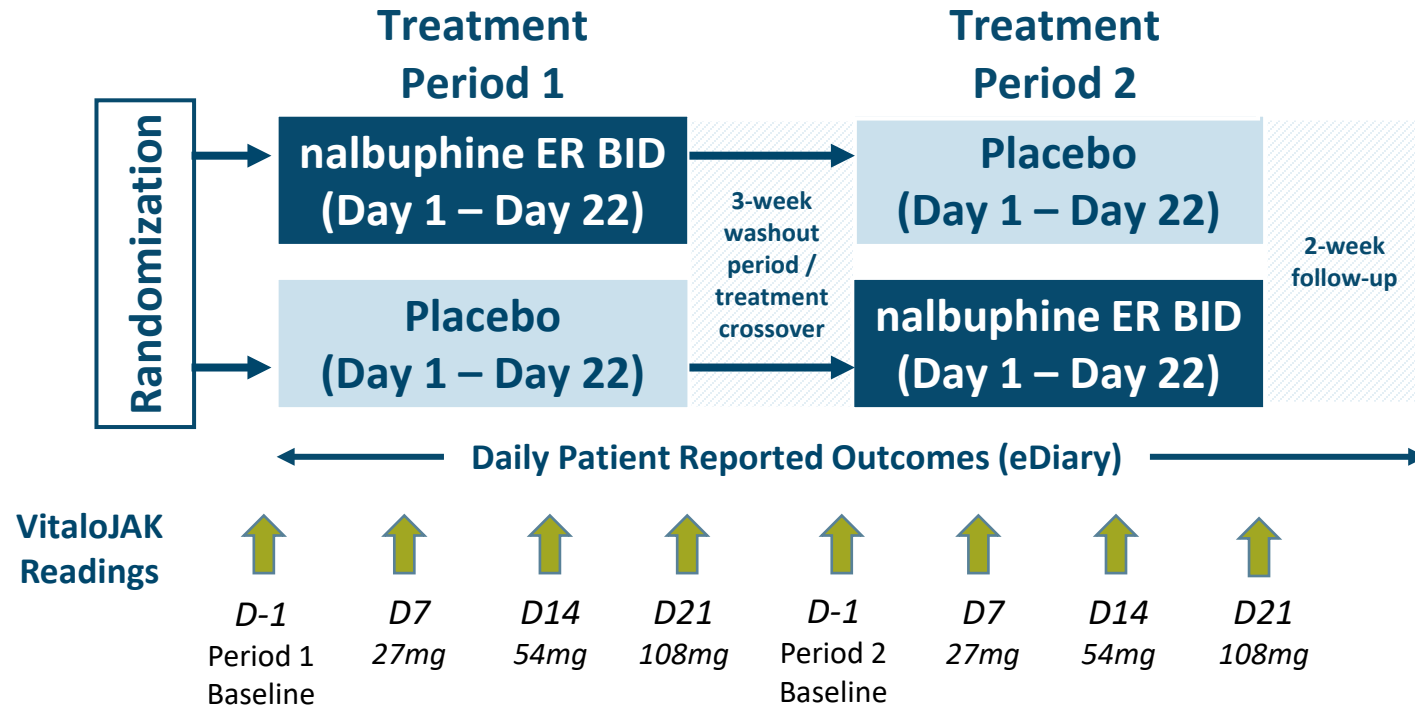 Treatment
Period 1
Treatment
Period 2
Randomization
nalbuphine ER BID
(Day 1 – Day 22)
Placebo
(Day 1 – Day 22)
3-week
washout
period /
treatment
crossover
Placebo
(Day 1 – Day 22)
nalbuphine ER BID
(Day 1 – Day 22)
2-week
follow-up
Daily Patient Reported Outcomes (eDiary)
VitaloJAK
Readings
D-1
Period 1
Baseline
D7
27mg
D14
54mg
D21
108mg
D-1
Period 2
Baseline
D7
27mg
D14
54mg
D21
108mg